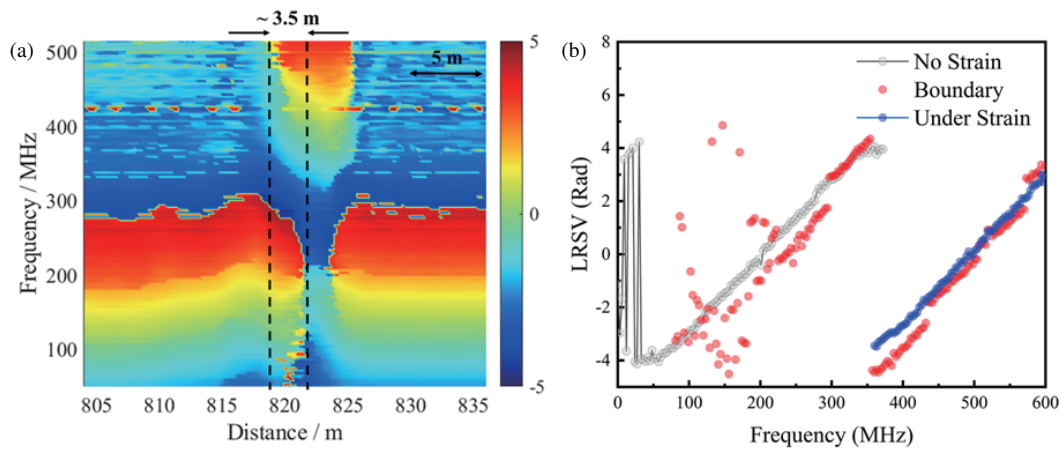 (a)
~ 3.5 m
5 m
Frequency / MHz
500
400
300
200
100
805 810 815 820 825 830 835
Distance / m
5
0
-5
(b)
No Strain
Boundary
Under Strain
LRSV (Rad)
8
6
4
2
0
-2
-4
-6
0 100 200 300 400 500 600
Frequency (MHz)